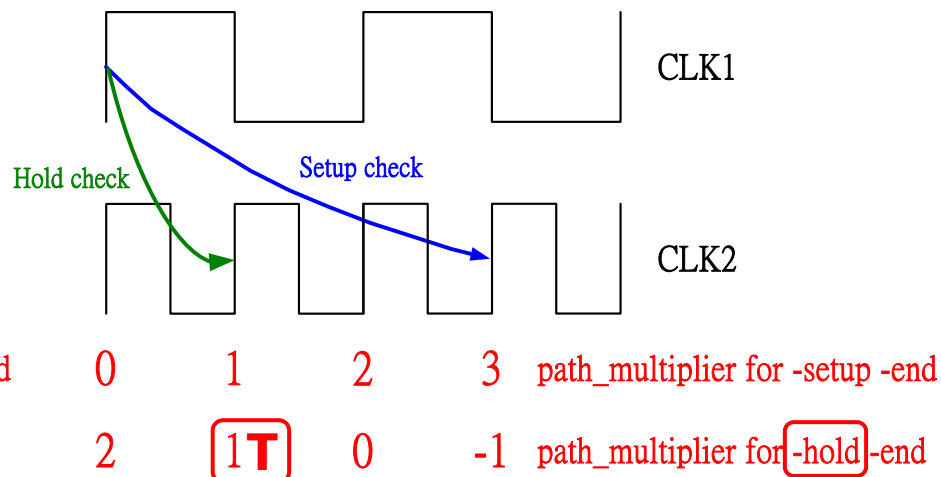 CLK1
Setup check
Hold check
CLK2
d 0 1 2 3 path_multiplier for -setup -end
2 1T 0 -1 path_multiplier for -hold -end